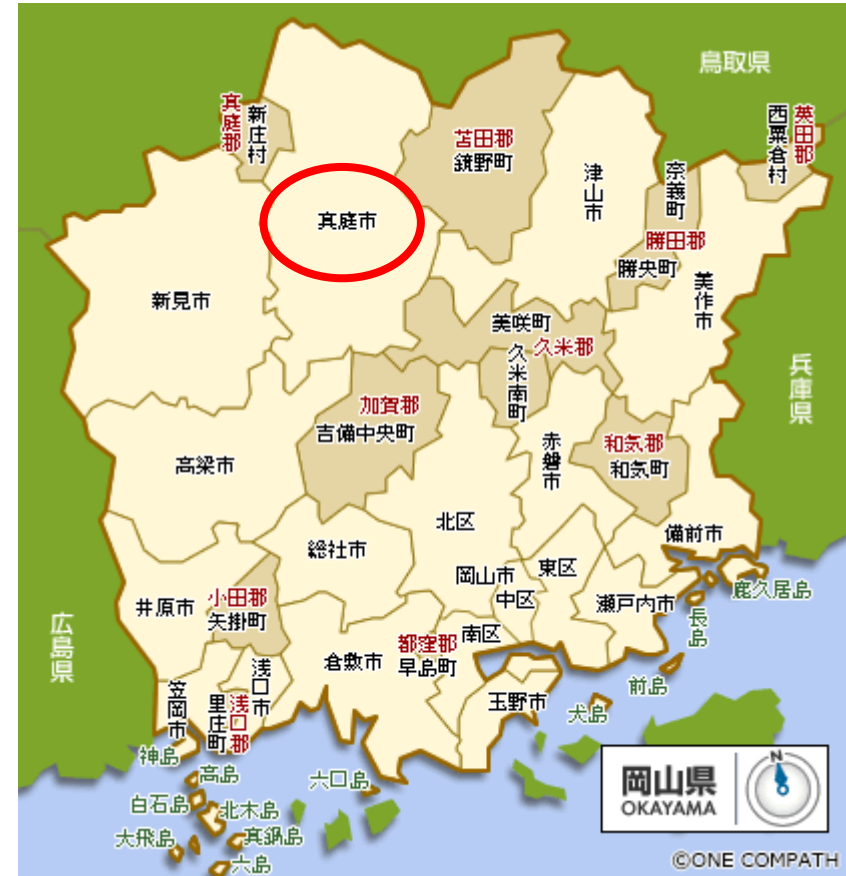 鳥取県
真庭郡
新庄村
苫田郡
鏡野町
津山市
奈義町
西粟倉村
英田郡
真庭市
勝田郡
勝央町
美作市
新見市
美咲町
久米郡
久米南町
兵庫県
加賀郡
吉備中央町
赤磐市
和気郡
和気町
高梁市
北区
備前市
総社市
岡山市
東区
中区
瀬戸内市
鹿久居島
長島
井原市
小田郡
矢掛町
広島県
都窪郡
早島町
南区
倉敷市
浅口市
笠岡市
里庄町
浅口郡
玉野市
前島
犬島
神島
高島
六口島
白石島
北木島
大飛島
真鍋島
六島
岡山県
OKAYAMA
N
©ONE COMPATH